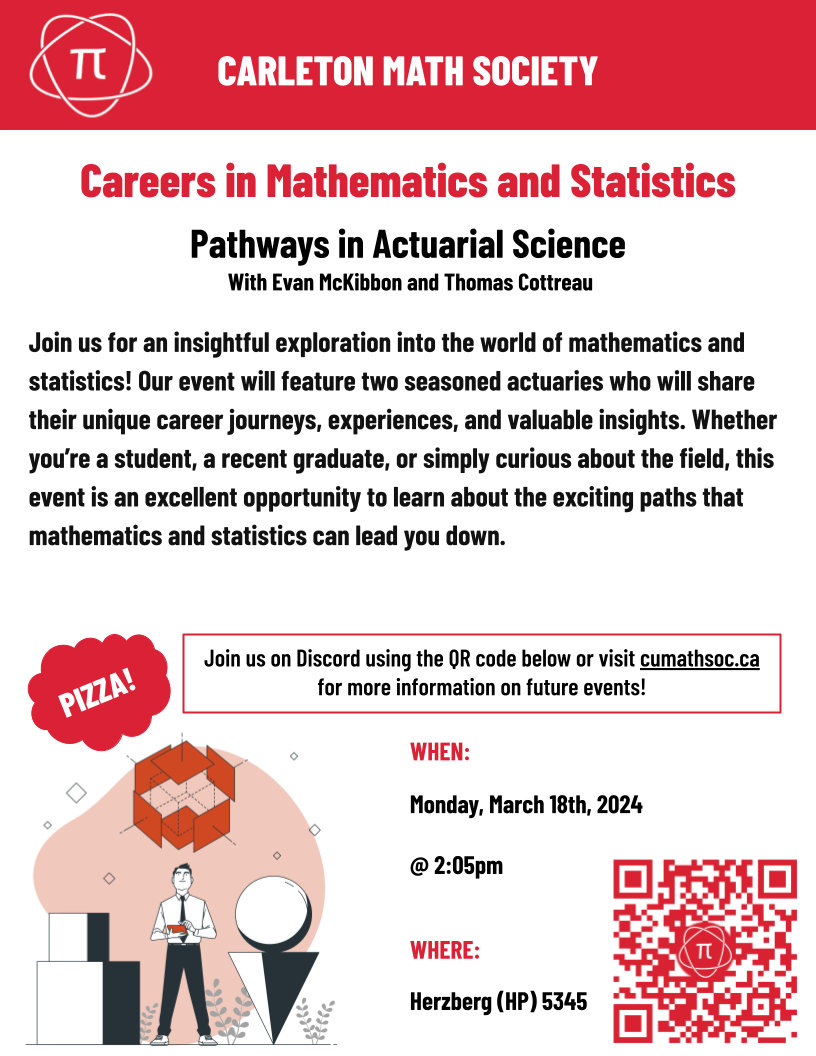 π
CARLETON MATH SOCIETY
Careers in Mathematics and Statistics
Pathways in Actuarial Science
With Evan McKibbon and Thomas Cottreau
Join us for an insightful exploration into the world of mathematics and
statistics! Our event will feature two seasoned actuaries who will share
their unique career journeys, experiences, and valuable insights. Whether
you’re a student, a recent graduate, or simply curious about the field, this
event is an excellent opportunity to learn about the exciting paths that
mathematics and statistics can lead you down.
PIZZA!
Join us on Discord using the QR code below or visit cumathsoc.ca
for more information on future events!
WHEN:
Monday, March 18th, 2024
@ 2:05pm
WHERE:
Herzberg (HP) 5345
π